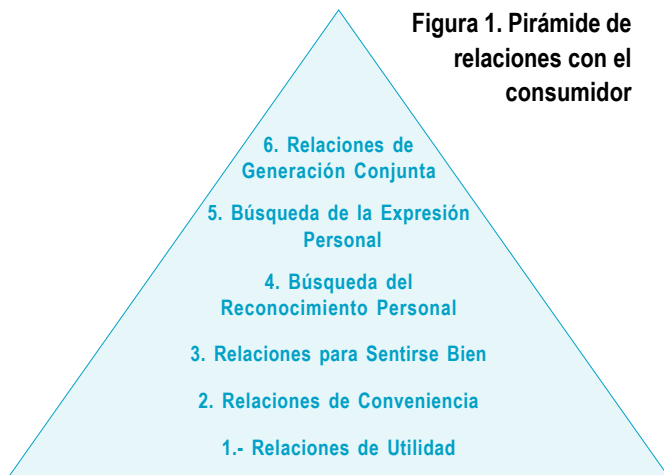 Figura 1. Pirámide de
relaciones con el
consumidor
6. Relaciones de
Generación Conjunta
5. Búsqueda de la Expresión
Personal
4. Búsqueda del
Reconocimiento Personal
3. Relaciones para Sentirse Bien
2. Relaciones de Conveniencia
1.- Relaciones de Utilidad